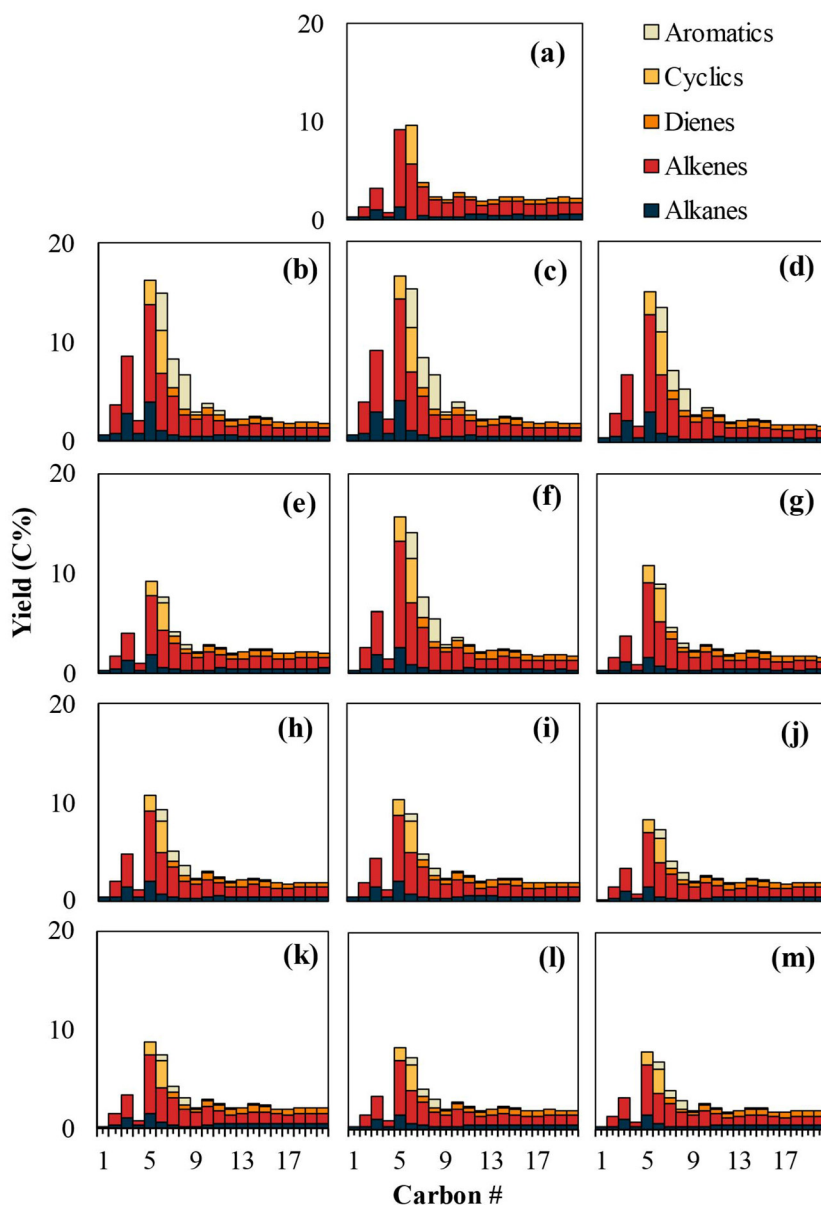 20
(a)
10
0
Aromatics
Cyclics
Dienes
Alkenes
Alkanes
20
(b)
(c)
(d)
10
0
20
(e)
(f)
(g)
10
0
20
(h)
(i)
(j)
10
0
20
(k)
(l)
(m)
10
0
Yield (C%)
1 5 9 13 17
1 5 9 13 17
1 5 9 13 17
Carbon #